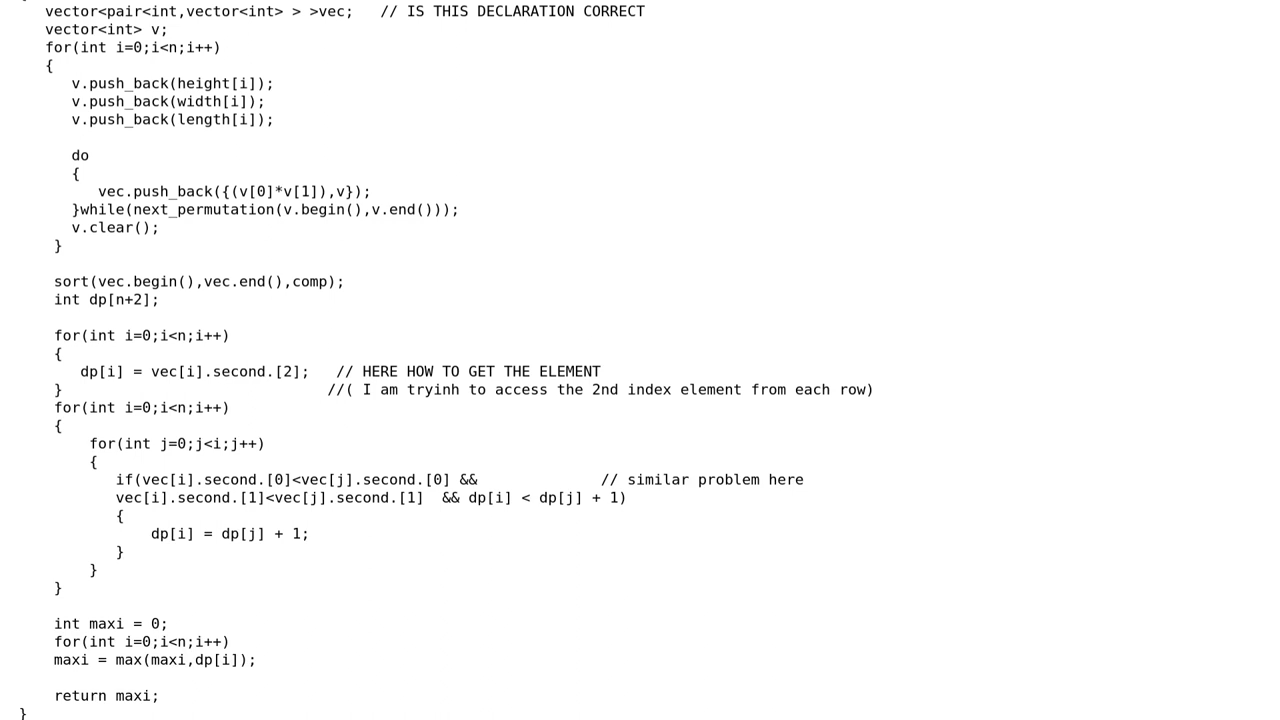 vector<pair<int,vector<int> > >vec;   // IS THIS DECLARATION CORRECT
vector<int> v;
for(int i=0;i<n;i++)
{
   v.push_back(height[i]);
   v.push_back(width[i]);
   v.push_back(length[i]);

   do
   {
      vec.push_back({(v[0]*v[1]),v});
   }while(next_permutation(v.begin(),v.end()));
   v.clear();
 }

 sort(vec.begin(),vec.end(),comp);
 int dp[n+2];

 for(int i=0;i<n;i++)
 {
    dp[i] = vec[i].second.[2];   // HERE HOW TO GET THE ELEMENT
 }                              //( I am tryinh to access the 2nd index element from each row)
 for(int i=0;i<n;i++)
 {
     for(int j=0;j<i;j++)
     {
        if(vec[i].second.[0]<vec[j].second.[0] &&              // similar problem here
        vec[i].second.[1]<vec[j].second.[1]  && dp[i] < dp[j] + 1)
        {
            dp[i] = dp[j] + 1;
        }
     }
 }

 int maxi = 0;
 for(int i=0;i<n;i++)
 maxi = max(maxi,dp[i]);

 return maxi;
}